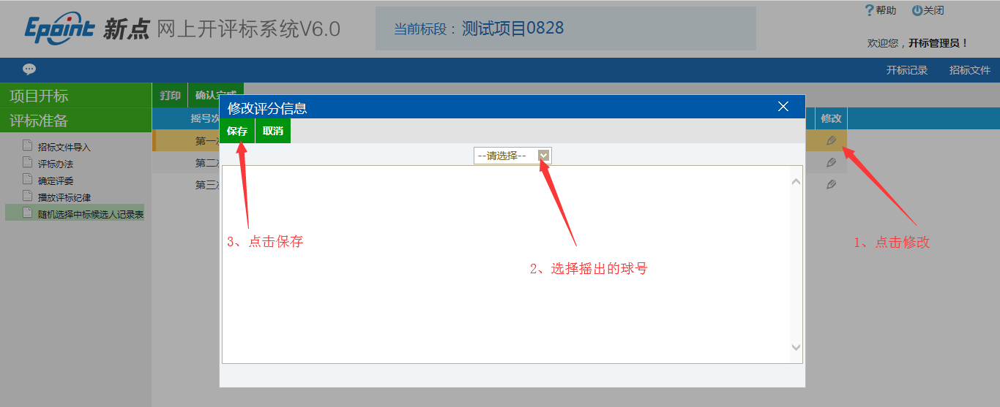 Epoint 新点 网上开评标系统V6.0
当前标段：测试项目0828
帮助 关闭
欢迎您，开标管理员！
开标记录 招标文件
项目开标
评标准备
招标文件导入
评标办法
确定评委
播放评标纪律
随机选择中标候选人记录表
打印 确认完成
摇号次
修改
第一次
第二次
第三次
修改评分信息
保存 取消
--请选择--
3、点击保存
2、选择摇出的球号
1、点击修改